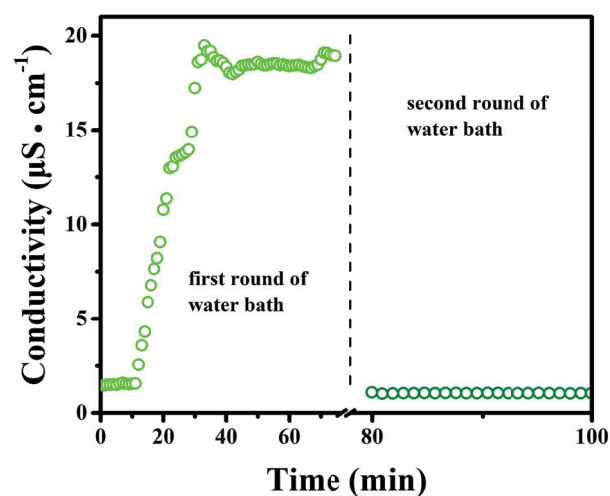 20
15
10
5
0
0
20
40
60
80
100
Conductivity (μS • cm⁻¹)
first round of
water bath
second round of
water bath
Time (min)